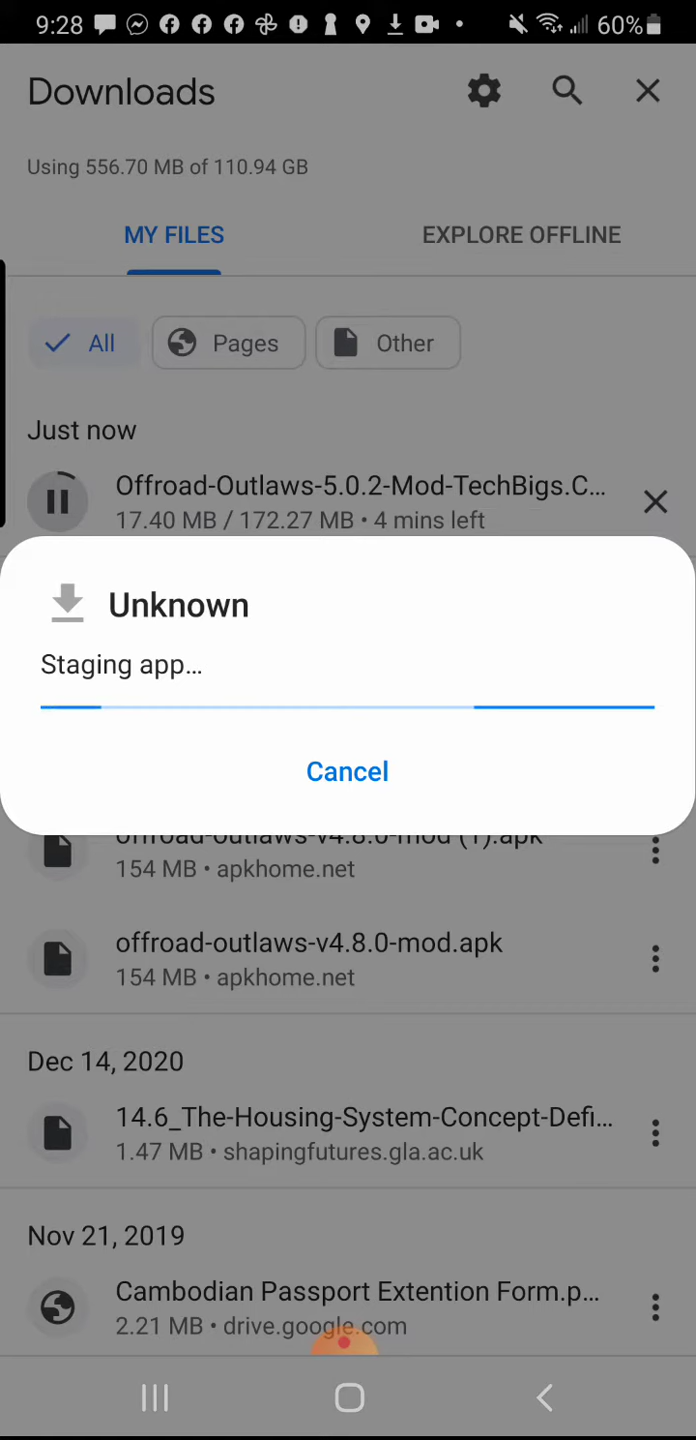 9:28
60%
Downloads
Using 556.70 MB of 110.94 GB
MY FILES
EXPLORE OFFLINE
All
Pages
Other
Just now
Offroad-Outlaws-5.0.2-Mod-TechBigs.C...
17.40 MB / 172.27 MB • 4 mins left
Unknown
Staging app...
Cancel
offroad-outlaws-v4.8.0-mod (1).apk
154 MB • apkhome.net
offroad-outlaws-v4.8.0-mod.apk
154 MB • apkhome.net
Dec 14, 2020
14.6_The-Housing-System-Concept-Defi...
1.47 MB • shapingfutures.gla.ac.uk
Nov 21, 2019
Cambodian Passport Extention Form.p...
2.21 MB • drive.google.com